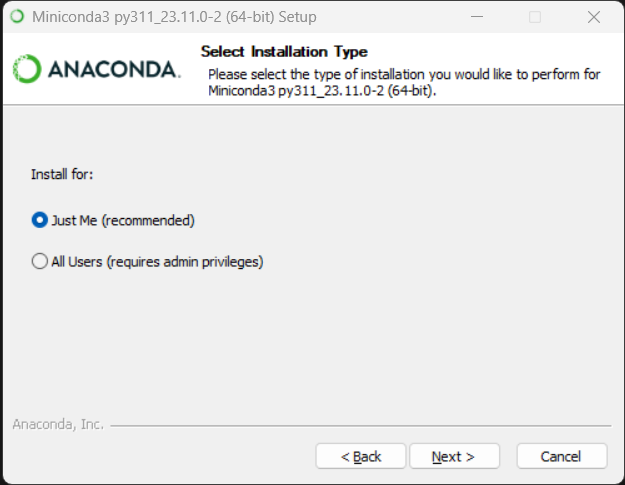 Miniconda3 py311_23.11.0-2 (64-bit) Setup
ANACONDA.
Select Installation Type
Please select the type of installation you would like to perform for
Miniconda3 py311_23.11.0-2 (64-bit).
Install for:
Just Me (recommended)
All Users (requires admin privileges)
Anaconda, Inc.
< Back
Next >
Cancel